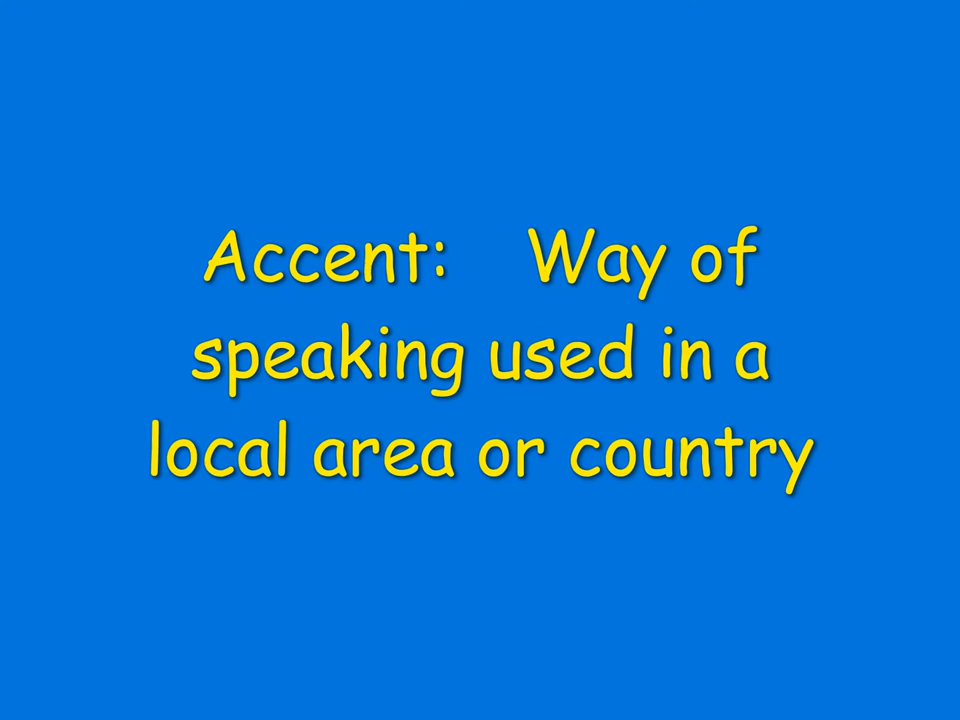 Accent:   Way of
speaking used in a
local area or country